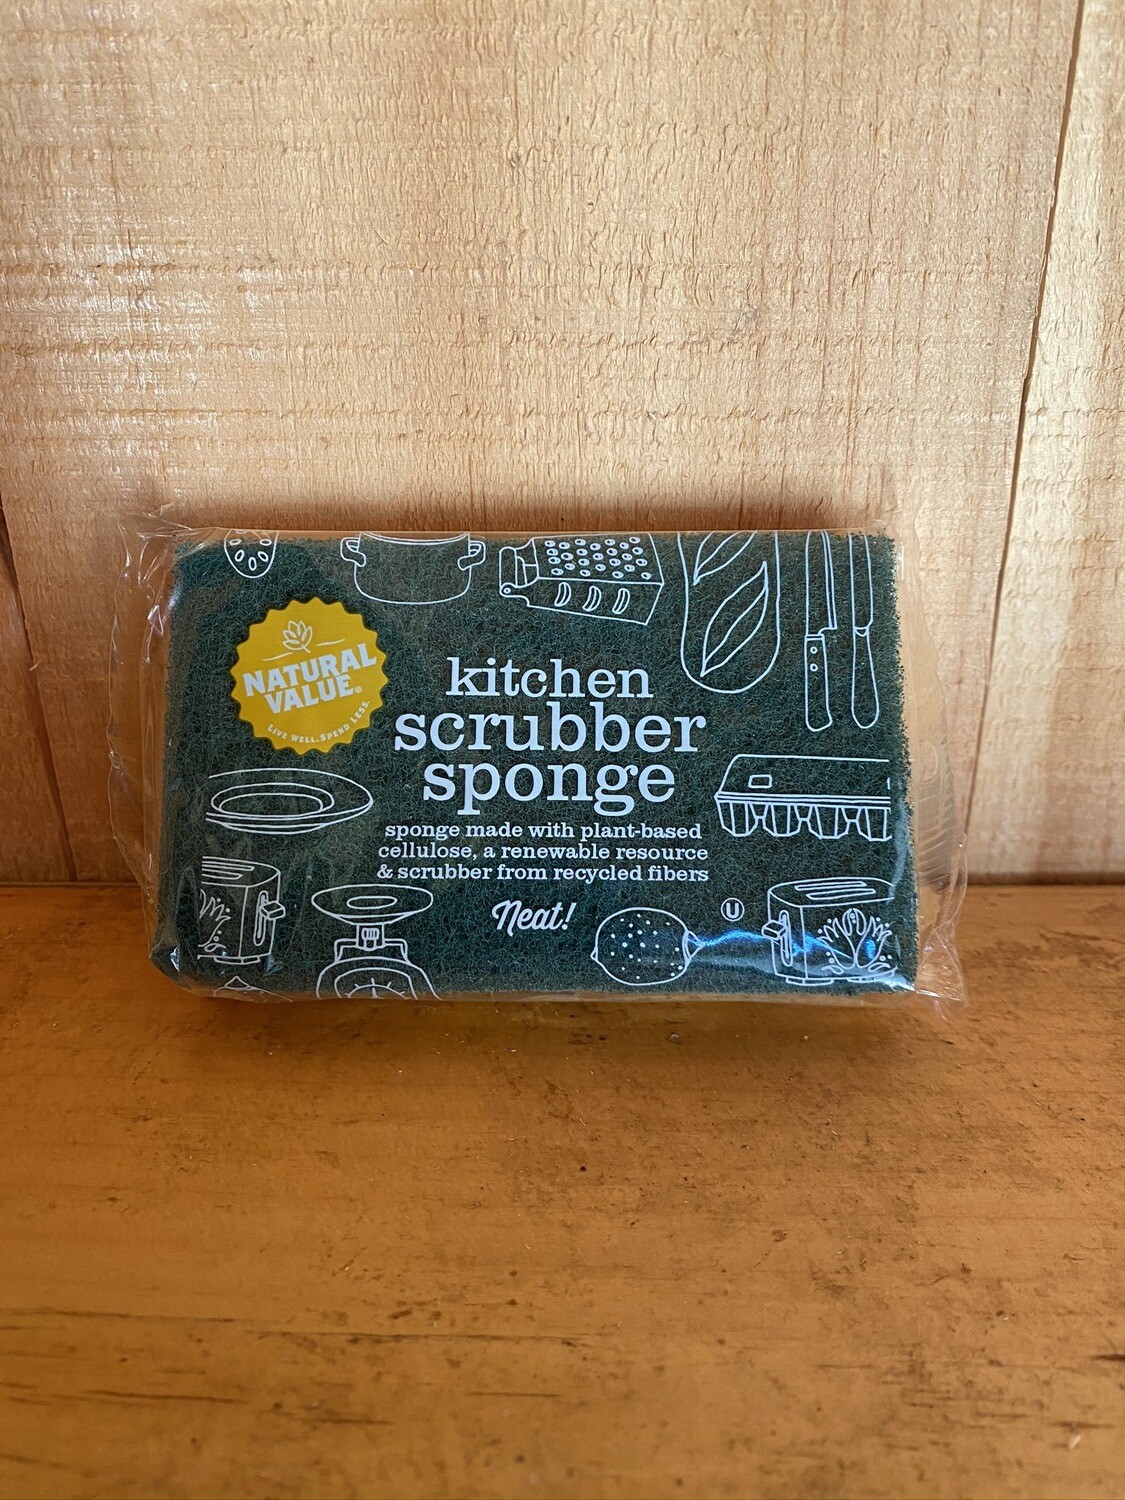 NATURAL
VALUE®
LIVE WELL. SPEND LESS.
kitchen
scrubber
sponge
sponge made with plant-based
cellulose, a renewable resource
& scrubber from recycled fibers
Neat!
U